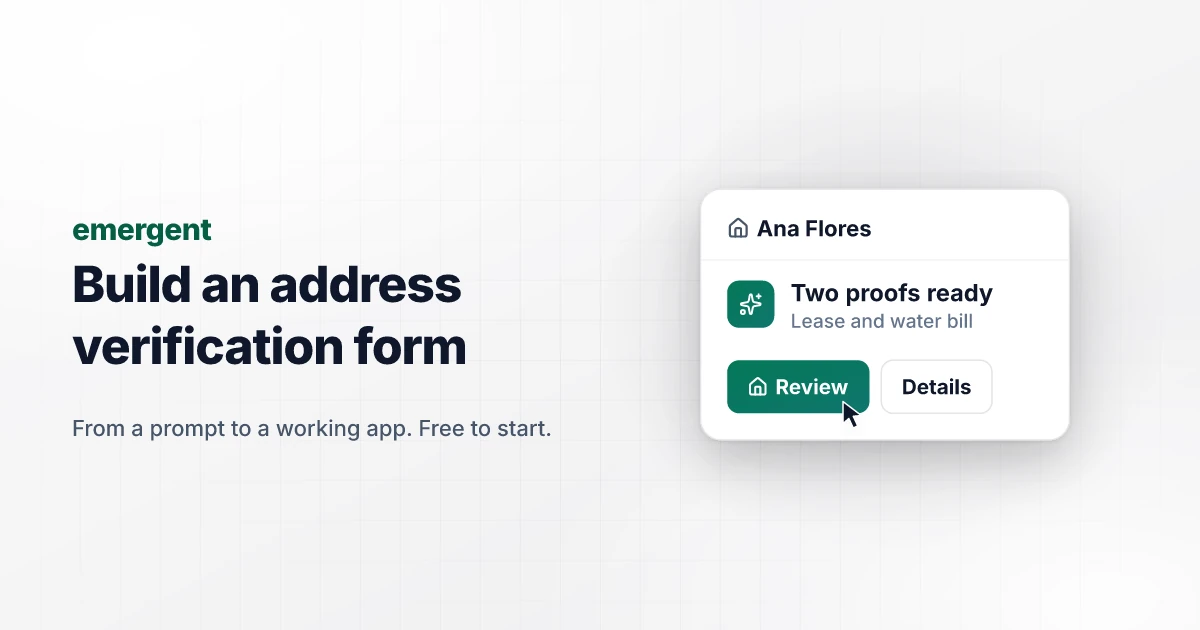 emergent
Build an address
verification form
From a prompt to a working app. Free to start.
Ana Flores
Two proofs ready
Lease and water bill
Review
Details